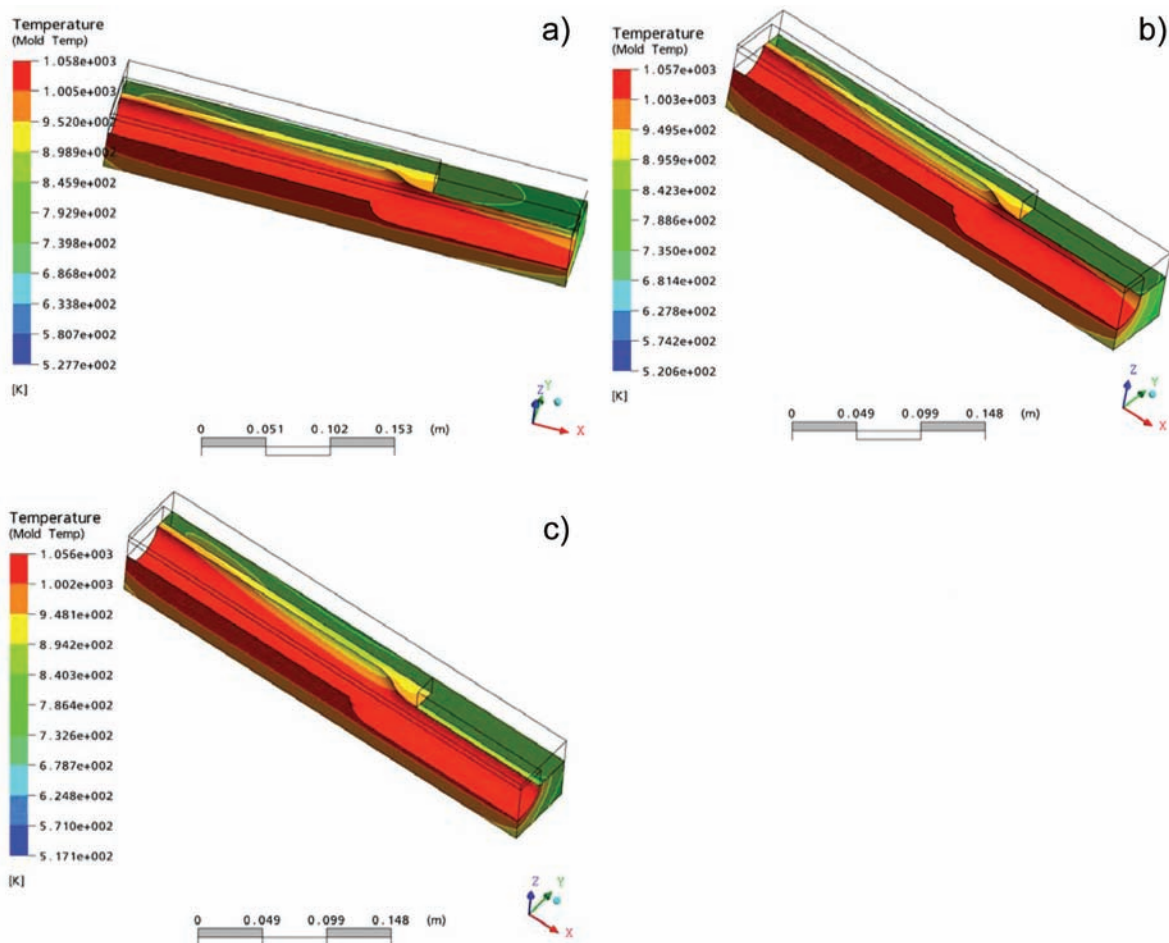 a)
Temperature
(Mold Temp)
1.058e+003
1.005e+003
9.520e+002
8.989e+002
8.459e+002
7.929e+002
7.398e+002
6.868e+002
6.338e+002
5.807e+002
5.277e+002
[K]
Z
Y
X
0 0.051 0.102 0.153 (m)
b)
Temperature
(Mold Temp)
1.057e+003
1.003e+003
9.495e+002
8.959e+002
8.423e+002
7.886e+002
7.350e+002
6.814e+002
6.278e+002
5.742e+002
5.206e+002
[K]
Z
Y
X
0 0.049 0.099 0.148 (m)
c)
Temperature
(Mold Temp)
1.056e+003
1.002e+003
9.481e+002
8.942e+002
8.403e+002
7.864e+002
7.326e+002
6.787e+002
6.248e+002
5.710e+002
5.171e+002
[K]
Z
Y
X
0 0.049 0.099 0.148 (m)